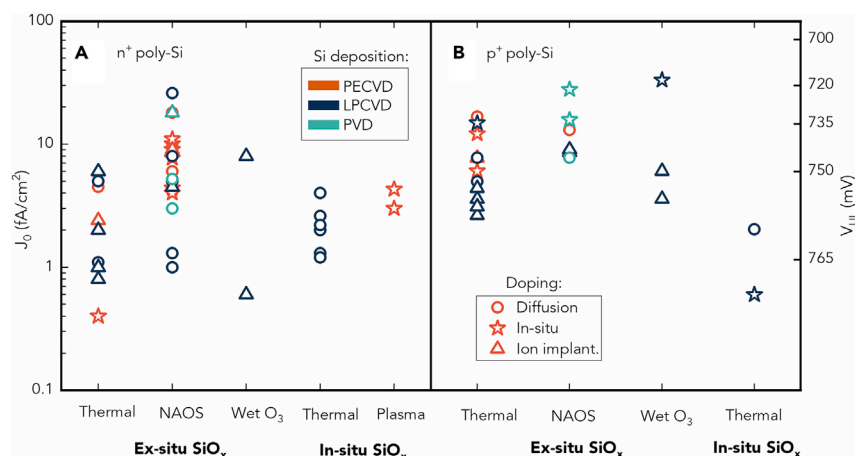 A n⁺ poly-Si
Si deposition:
PECVD
LPCVD
PVD
B p⁺ poly-Si
100
10
1
0.1
J₀ (fA/cm²)
700
720
735
750
765
(mV)
Doping:
Diffusion
In-situ
Ion implant.
Thermal NAOS Wet O₃ Thermal Plasma Thermal NAOS Wet O₃ Thermal
Ex-situ SiOₓ In-situ SiOₓ Ex-situ SiOₓ In-situ SiOₓ